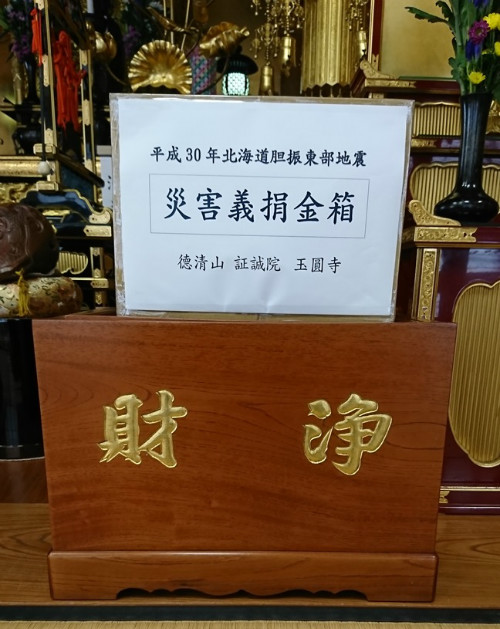 平成30年北海道胆振東部地震
災害義捐金箱
德清山 証誠院 玉圓寺
財 浄